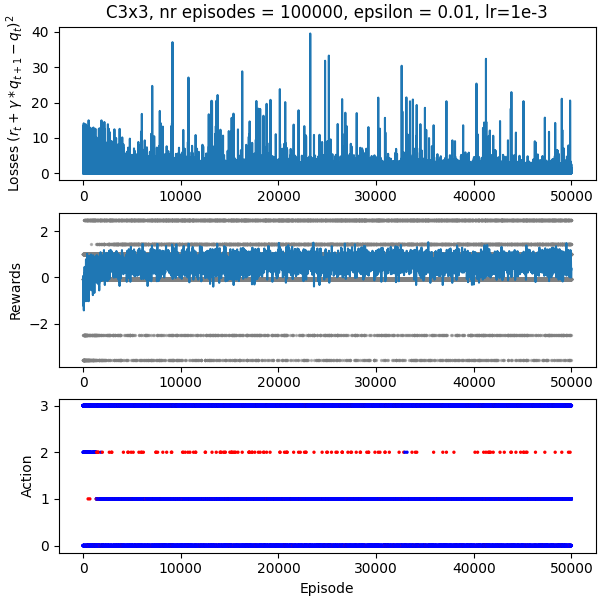 C3x3, nr episodes = 100000, epsilon = 0.01, lr=1e-3
Losses $(r_t + \gamma * q_{t+1} - q_t)^2$
40
30
20
10
0
0 10000 20000 30000 40000 50000
Rewards
2
0
−2
0 10000 20000 30000 40000 50000
Action
3
2
1
0
0 10000 20000 30000 40000 50000
Episode